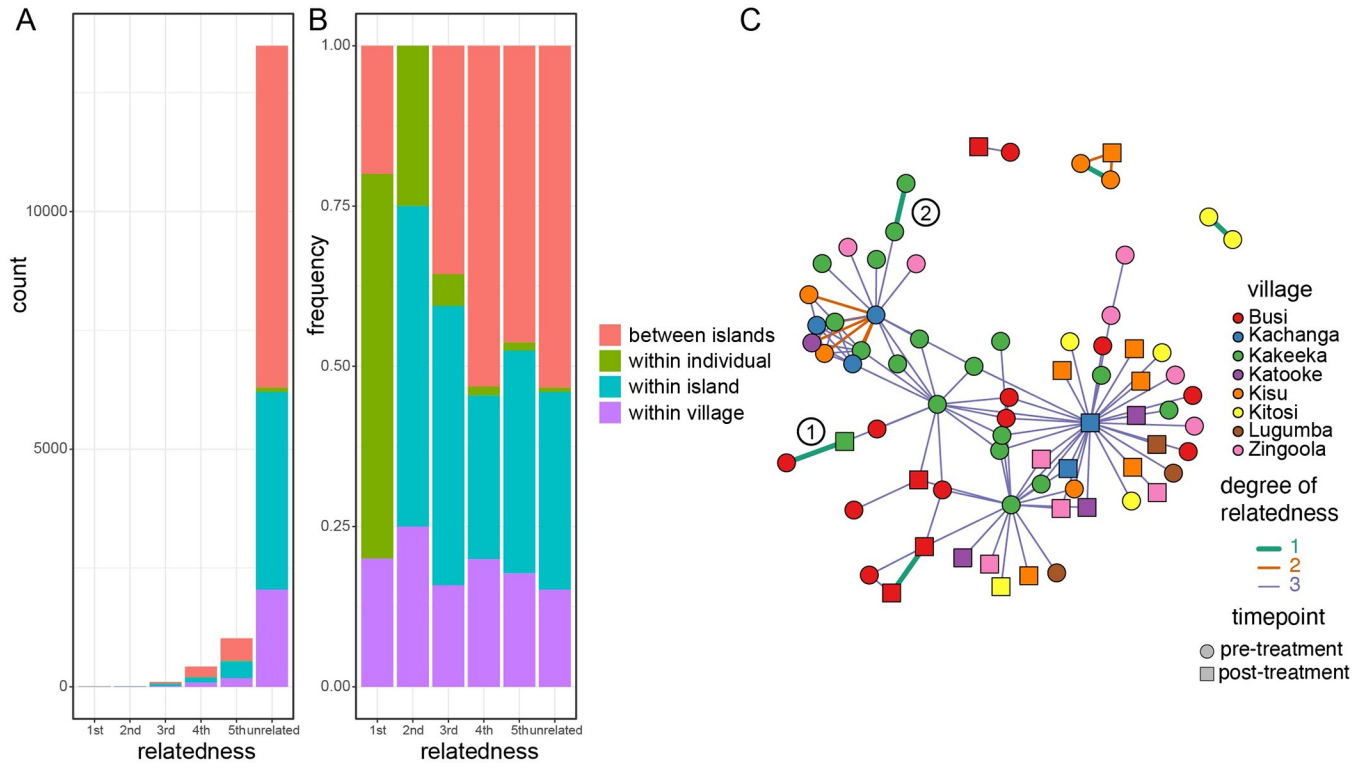 A
count
10000
5000
0
1st 2nd 3rd 4th 5th unrelated
relatedness
B
frequency
1.00
0.75
0.50
0.25
0.00
1st 2nd 3rd 4th 5th unrelated
relatedness
between islands
within individual
within island
within village
C
2
1
village
Busi
Kachanga
Kakeeka
Katooke
Kisu
Kitosi
Lugumba
Zingoola
degree of
relatedness
1
2
3
timepoint
pre-treatment
post-treatment